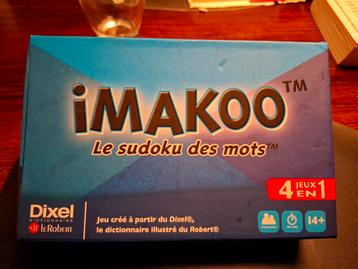 iMAKOO™
Le sudoku des mots™
4 JEUX EN 1
Dixel
DICTIONNAIRE
le ROBERT
Jeu créé à partir du Dixel®,
le dictionnaire illustré du Robert®
14+